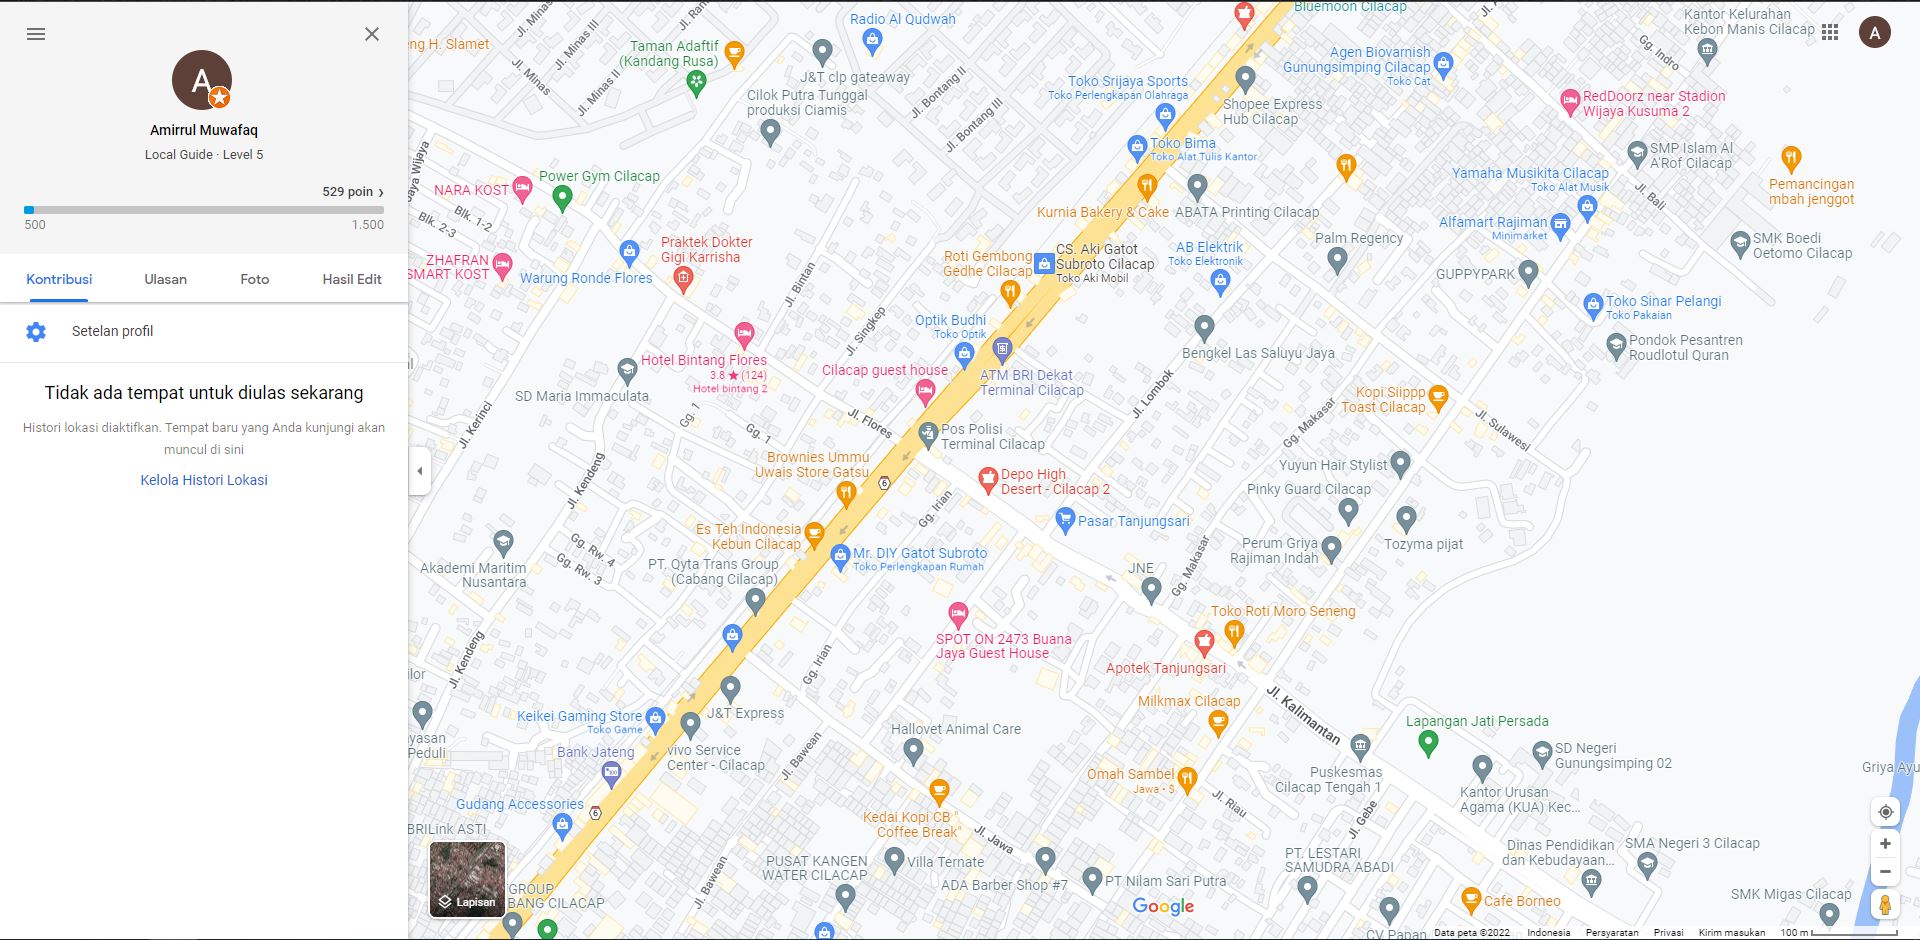 A
Amirrul Muwafaq
Local Guide · Level 5
529 poin ›
500
1.500
Kontribusi
Ulasan
Foto
Hasil Edit
Setelan profil
Tidak ada tempat untuk diulas sekarang
Histori lokasi diaktifkan. Tempat baru yang Anda kunjungi akan
muncul di sini
Kelola Histori Lokasi
Radio Al Qudwah
Bluemoon Cilacap
Kantor Kelurahan
Kebon Manis Cilacap
A
ng H. Slamet
Jl. Minas III
Jl. Minas
Jl. Minas II
Taman Adaptif
(Kandang Rusa)
J&T clp gateaway
Cilok Putra Tunggal
produksi Ciamis
Jl. Bontang II
Jl. Bontang III
Toko Srijaya Sports
Toko Perlengkapan Olahraga
Agen Biovarnish
Gunungsimping Cilacap
Toko Cat
Gg. Indro
Shopee Express
Hub Cilacap
RedDoorz near Stadion
Wijaya Kusuma 2
Toko Bima
Toko Alat Tulis Kantor
SMP Islam Al
A'Rof Cilacap
Yamaha Musikita Cilacap
Toko Alat Musik
Jl. Bali
Pemancingan
mbah jenggot
aya Wijaya
NARA KOST
Power Gym Cilacap
Blk. 1-2
Blk. 2-3
Kurnia Bakery & Cake
ABATA Printing Cilacap
Alfamart Rajiman
Minimarket
Palm Regency
SMK Boedi
Oetomo Cilacap
ZHAFRAN
SMART KOST
Warung Ronde Flores
Praktek Dokter
Gigi Karrisha
Jl. Bintan
Roti Gembong
Gedhe Cilacap
CS. Aki Gatot
Subroto Cilacap
Toko Aki Mobil
AB Elektrik
Toko Elektronik
GUPPYPARK
Toko Sinar Pelangi
Toko Pakaian
Jl. Singkep
Optik Budhi
Toko Optik
Bengkel Las Saluyu Jaya
Pondok Pesantren
Roudlotul Quran
Hotel Bintang Flores
3.8 ★ (124)
Hotel bintang 2
Cilacap guest house
ATM BRI Dekat
Terminal Cilacap
SD Maria Immaculata
Jl. Kerinci
Gg. 1
Gg. 1
Jl. Flores
Jl. Lombok
Kopi Siippp
Toast Cilacap
Gg. Makasar
Jl. Sulawesi
Pos Polisi
Terminal Cilacap
Brownies Ummu
Uwais Store Gatsu
6
Depo High
Desert - Cilacap 2
Yuyun Hair Stylist
Pinky Guard Cilacap
Jl. Kendeng
Gg. Irian
Es Teh Indonesia
Kebun Cilacap
Pasar Tanjungsari
Perum Griya
Rajiman Indah
Tozyma pijat
Mr. DIY Gatot Subroto
Toko Perlengkapan Rumah
Akademi Maritim
Nusantara
Gg. Rw. 4
Gg. Rw. 3
PT. Qyta Trans Group
(Cabang Cilacap)
JNE
Gg. Makasar
Toko Roti Moro Seneng
SPOT ON 2473 Buana
Jaya Guest House
Apotek Tanjungsari
Jl. Kendeng
Gg. Irian
ilor
Keikei Gaming Store
Toko Game
J&T Express
Milkmax Cilacap
Jl. Kalimantan
Lapangan Jati Persada
yasan
Peduli
Bank Jateng
vivo Service
Center - Cilacap
Jl. Bawean
Hallovet Animal Care
Omah Sambel
Jawa • $
Puskesmas
Cilacap Tengah 1
SD Negeri
Gunungsimping 02
Kantor Urusan
Agama (KUA) Kec...
Griya Ayu
Gudang Accessories
6
Kedai Kopi CB "
Coffee Break"
Jl. Jawa
Jl. Riau
Jl. Gebe
BRILink ASTI
Dinas Pendidikan
dan Kebudayaan...
SMA Negeri 3 Cilacap
PUSAT KANGEN
WATER CILACAP
Villa Ternate
Jl. Bawean
ADA Barber Shop #7
PT Nilam Sari Putra
PT. LESTARI
SAMUDRA ABADI
Cafe Borneo
SMK Migas Cilacap
Lapisan
GROUP
BANG CILACAP
Google
CV Papan
Data peta ©2022
Indonesia
Persyaratan
Privasi
Kirim masukan
100 m